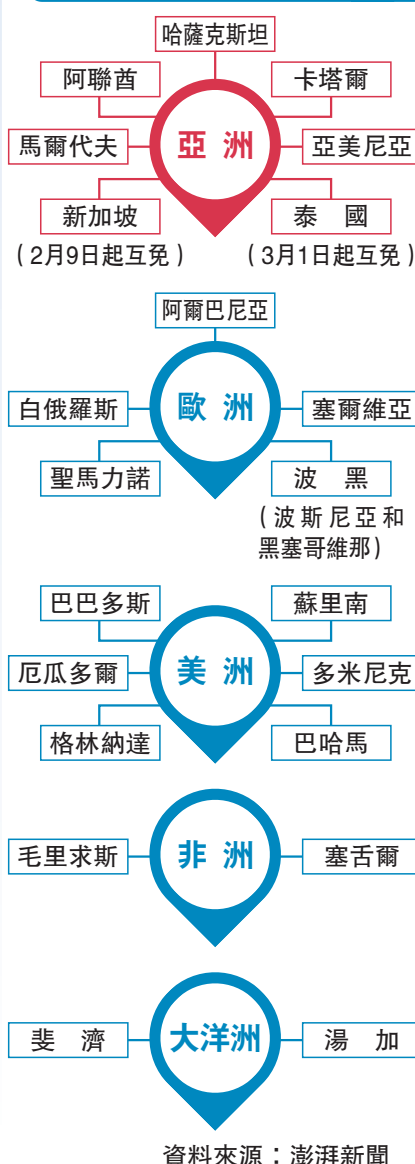 哈薩克斯坦
阿聯酋
卡塔爾
馬爾代夫
亞洲
亞美尼亞
新加坡
泰國
（2月9日起互免）
（3月1日起互免）
阿爾巴尼亞
白俄羅斯
歐洲
塞爾維亞
聖馬力諾
波黑
（波斯尼亞和
黑塞哥維那）
巴巴多斯
蘇里南
厄瓜多爾
美洲
多米尼克
格林納達
巴哈馬
毛里求斯
非洲
塞舌爾
斐濟
大洋洲
湯加
資料來源：澎湃新聞